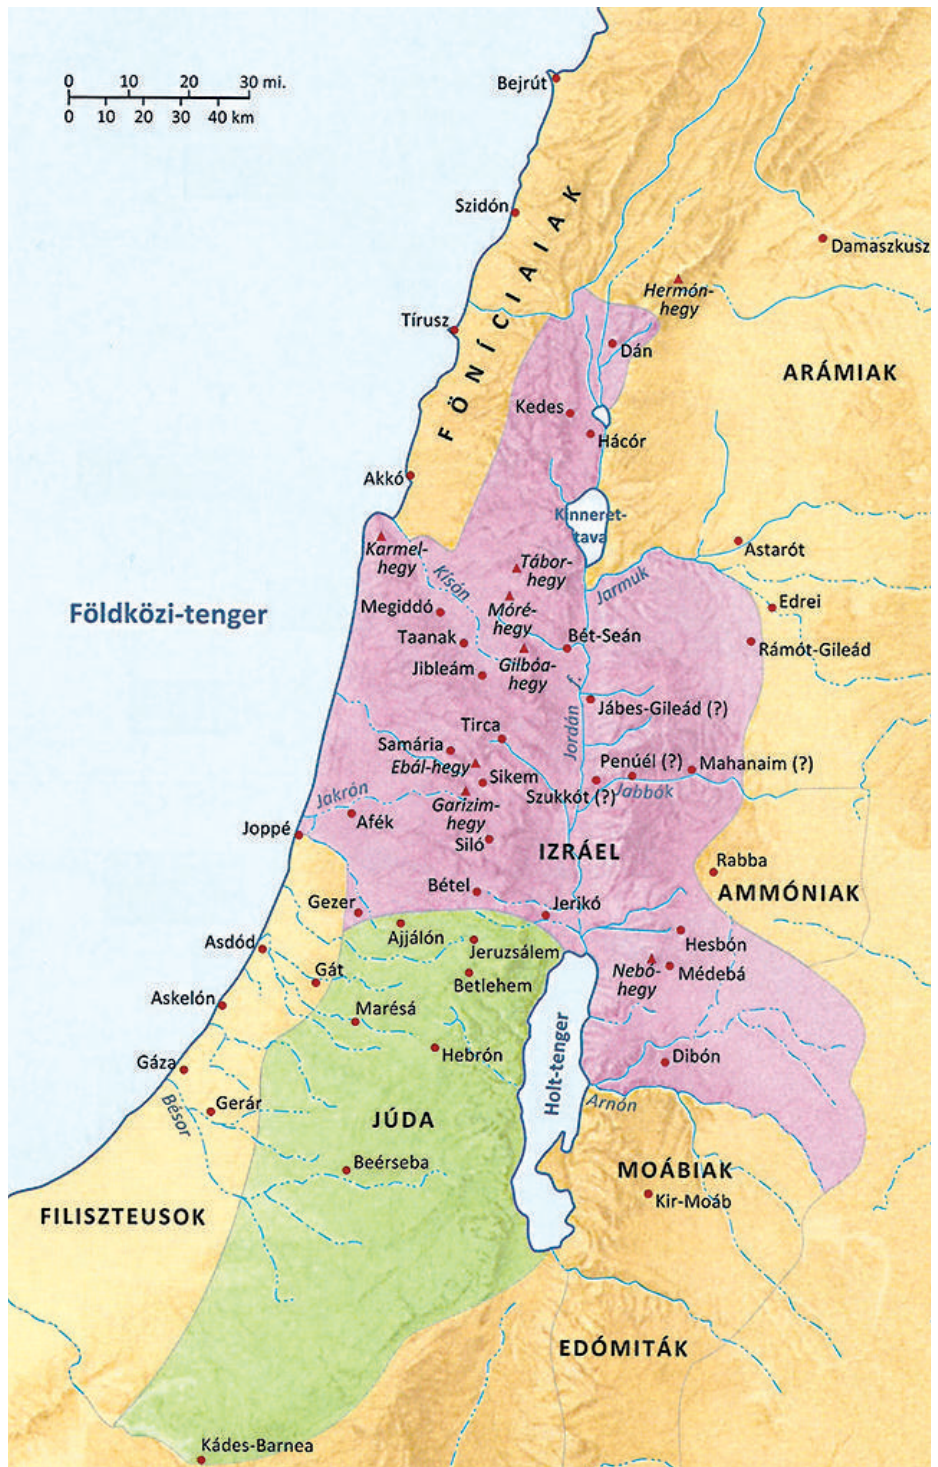 0 10 20 30 mi.
0 10 20 30 40 km
Bejrút
Szidón
FÖNÍCIAIAK
Damaszkusz
Hermón-
hegy
Tírusz
Dán
ARÁMIAK
Kedes
Hácór
Akkó
Kinneret-
tava
Astarót
Karmel-
hegy
Kísón
Tábor-
hegy
Jarmuk
Földközi-tenger
Megiddó
Móré-
hegy
Edrei
Taanak
Bét-Seán
Rámót-Gileád
Jibleám
Gilbóa-
hegy
Jordán
Jábes-Gileád (?)
Tirca
Samária
Ebál-hegy
Penúél (?)
Mahanaim (?)
Sikem
Szukkót (?)
Jabbók
Jakrón
Garizim-
hegy
Afék
Joppé
Siló
IZRÁEL
Rabba
AMMÓNIAK
Bétel
Gezer
Jerikó
Ajjálón
Hesbón
Asdód
Jeruzsálem
Nebó-
hegy
Médebá
Gát
Betlehem
Askelón
Marésá
Hebrón
Holt-tenger
Dibón
Gáza
Bésor
Gerár
Arnón
JÚDA
Beérseba
MOÁBIAK
Kir-Moáb
FILISZTEUSOK
EDÓMITÁK
Kádes-Barnea